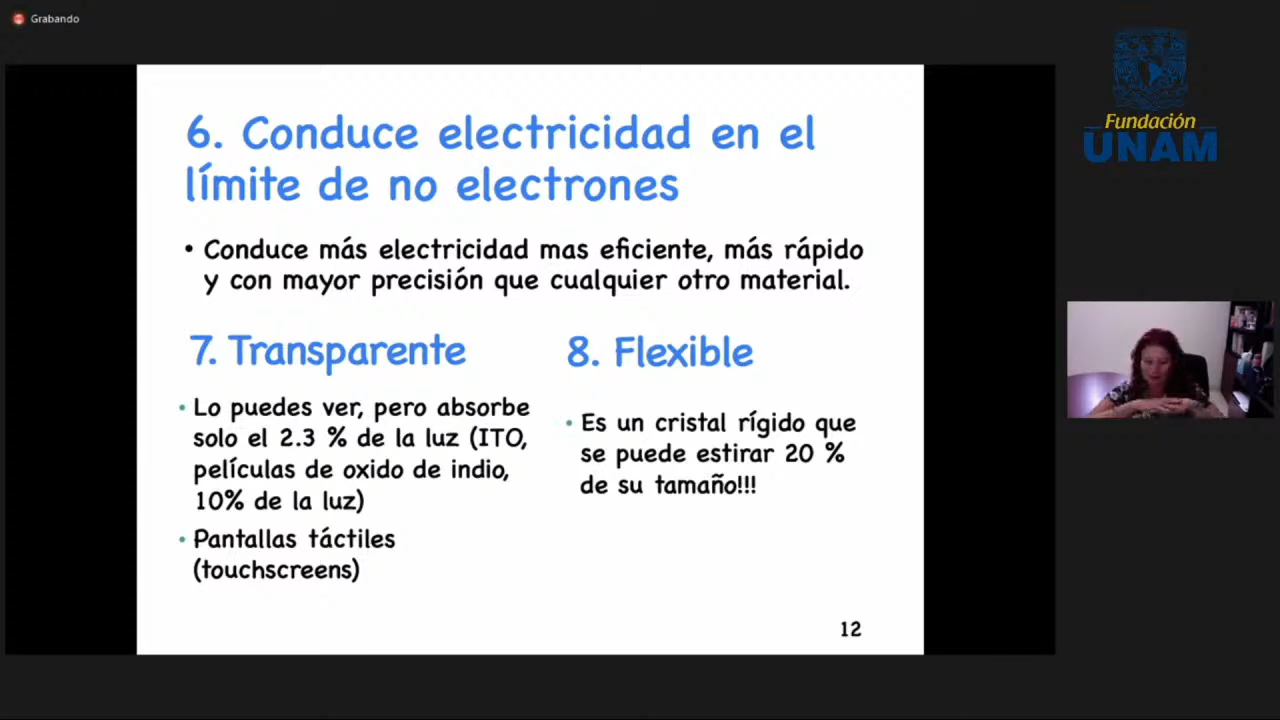 Grabando
Fundación
UNAM
6. Conduce electricidad en el
límite de no electrones
• Conduce más electricidad mas eficiente, más rápido
y con mayor precisión que cualquier otro material.
7. Transparente
• Lo puedes ver, pero absorbe
solo el 2.3 % de la luz (ITO,
películas de oxido de indio,
10% de la luz)
• Pantallas táctiles
(touchscreens)
8. Flexible
• Es un cristal rígido que
se puede estirar 20 %
de su tamaño!!!
12